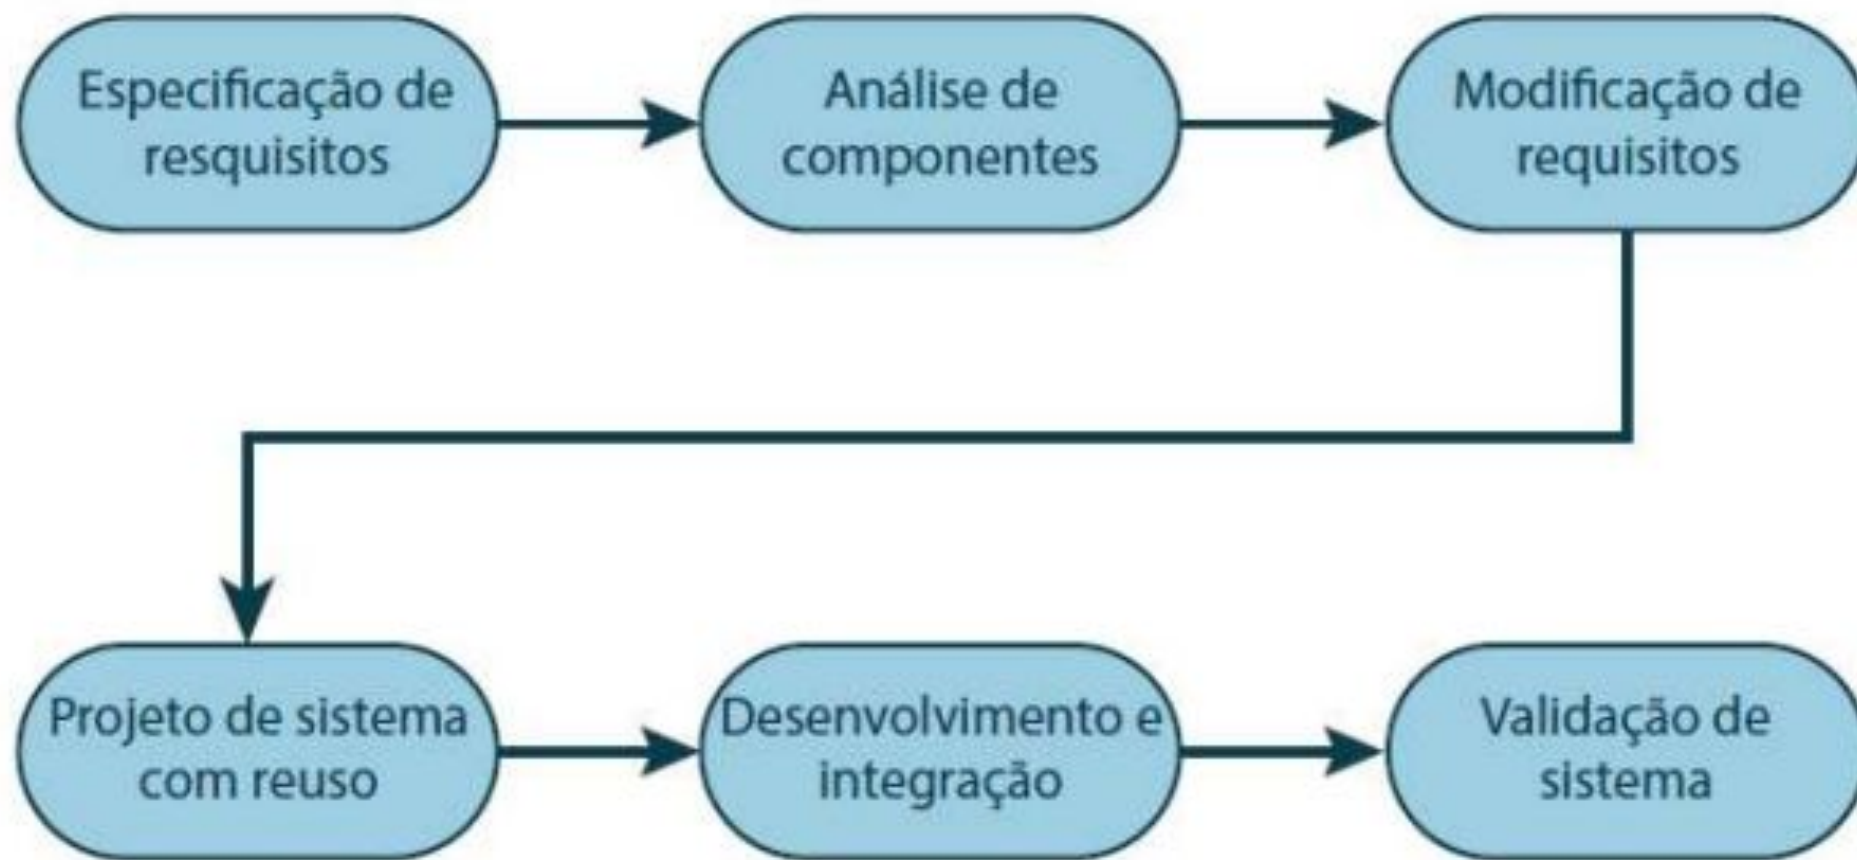 Especificação de
resquisitos
Análise de
componentes
Modificação de
requisitos
Projeto de sistema
com reuso
Desenvolvimento e
integração
Validação de
sistema